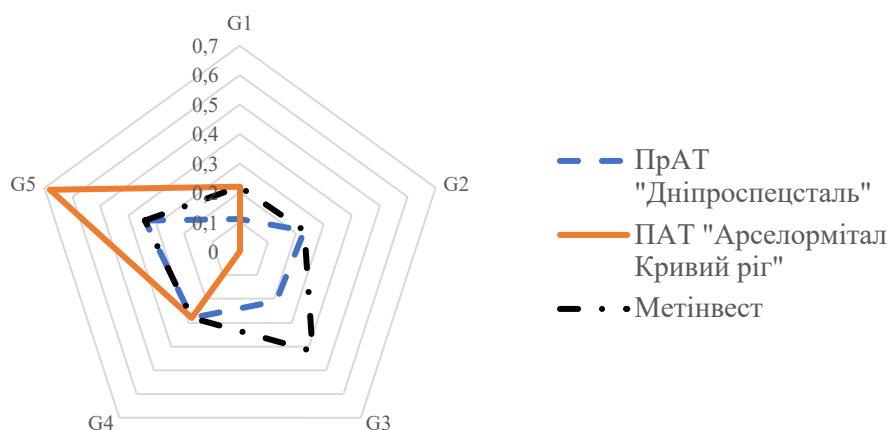 G1
0,7
0,6
0,5
0,4
0,3
0,2
0,1
0
G2
G3
G4
G5
ПрАТ
"Дніпроспецсталь"
ПАТ "Арселормітал
Кривий ріг"
Метінвест